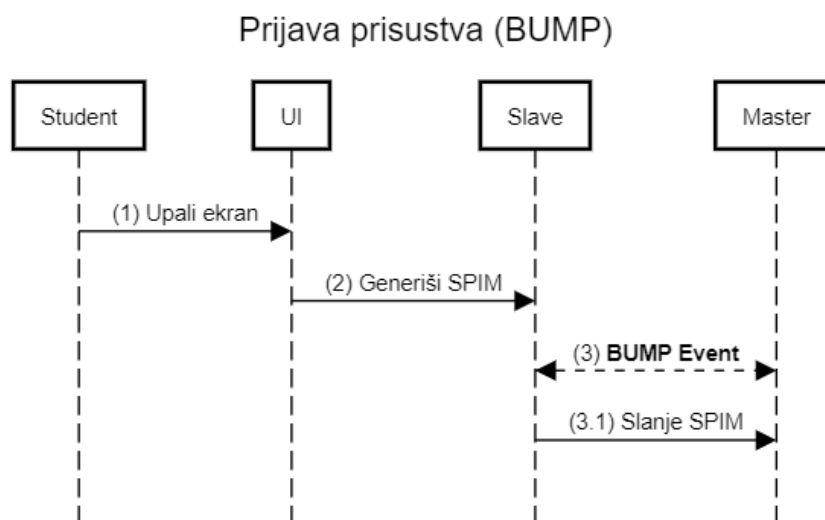 Prijava prisustva (BUMP)
Student
UI
Slave
Master
(1) Upali ekran
(2) Generiši SPIM
(3) BUMP Event
(3.1) Slanje SPIM